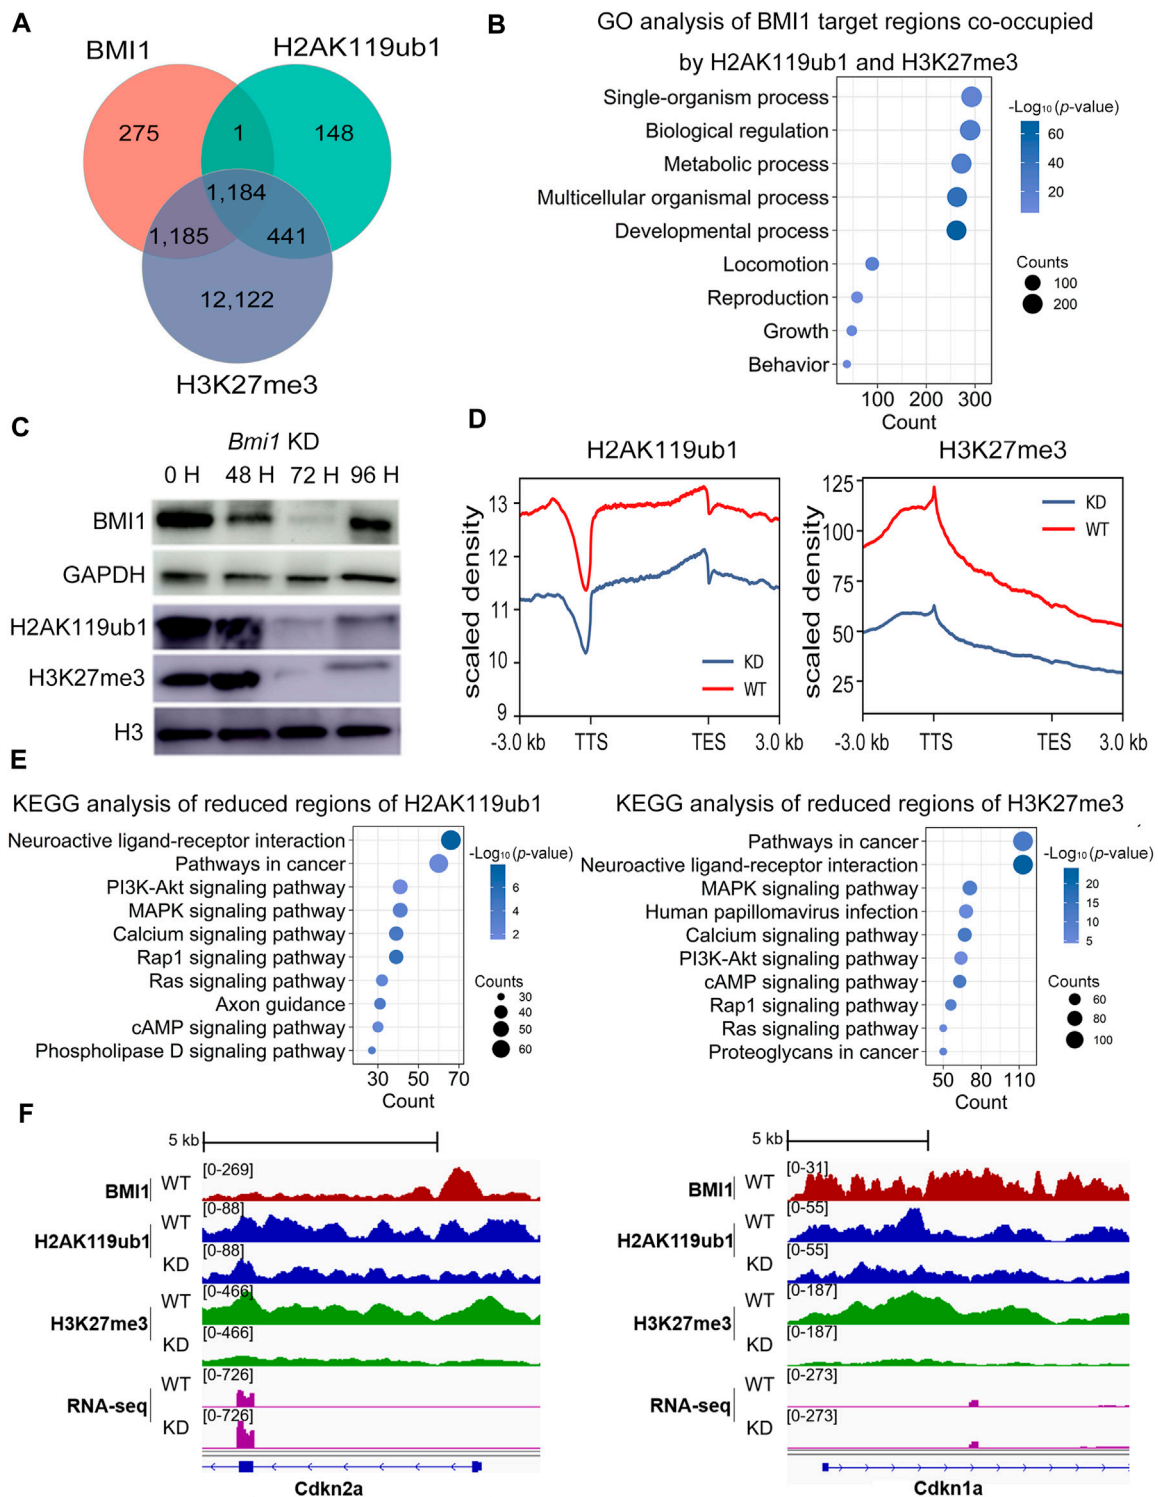 A
BMI1
H2AK119ub1
275
1
148
1,184
1,185
441
12,122
H3K27me3
B
GO analysis of BMI1 target regions co-occupied
by H2AK119ub1 and H3K27me3
Single-organism process
Biological regulation
Metabolic process
Multicellular organismal process
Developmental process
Locomotion
Reproduction
Growth
Behavior
100 200 300
Count
-Log₁₀ (p-value)
60
40
20
Counts
100
200
C
Bmi1 KD
0 H 48 H 72 H 96 H
BMI1
GAPDH
H2AK119ub1
H3K27me3
H3
D
H2AK119ub1
scaled density
13
12
11
10
9
KD
WT
-3.0 kb TTS TES 3.0 kb
H3K27me3
scaled density
125
100
75
50
25
KD
WT
-3.0 kb TTS TES 3.0 kb
E
KEGG analysis of reduced regions of H2AK119ub1
Neuroactive ligand-receptor interaction
Pathways in cancer
PI3K-Akt signaling pathway
MAPK signaling pathway
Calcium signaling pathway
Rap1 signaling pathway
Ras signaling pathway
Axon guidance
cAMP signaling pathway
Phospholipase D signaling pathway
30 50 70
Count
-Log₁₀ (p-value)
6
4
2
Counts
30
40
50
60
KEGG analysis of reduced regions of H3K27me3
Pathways in cancer
Neuroactive ligand-receptor interaction
MAPK signaling pathway
Human papillomavirus infection
Calcium signaling pathway
PI3K-Akt signaling pathway
cAMP signaling pathway
Rap1 signaling pathway
Ras signaling pathway
Proteoglycans in cancer
50 80 110
Count
-Log₁₀ (p-value)
20
15
10
5
Counts
60
80
100
F
5 kb
BMI1 WT [0-269]
H2AK119ub1 WT [0-88]
KD [0-88]
H3K27me3 WT [0-466]
KD [0-466]
RNA-seq WT [0-726]
KD [0-726]
Cdkn2a
5 kb
BMI1 WT [0-31]
H2AK119ub1 WT [0-55]
KD [0-55]
H3K27me3 WT [0-187]
KD [0-187]
RNA-seq WT [0-273]
KD [0-273]
Cdkn1a